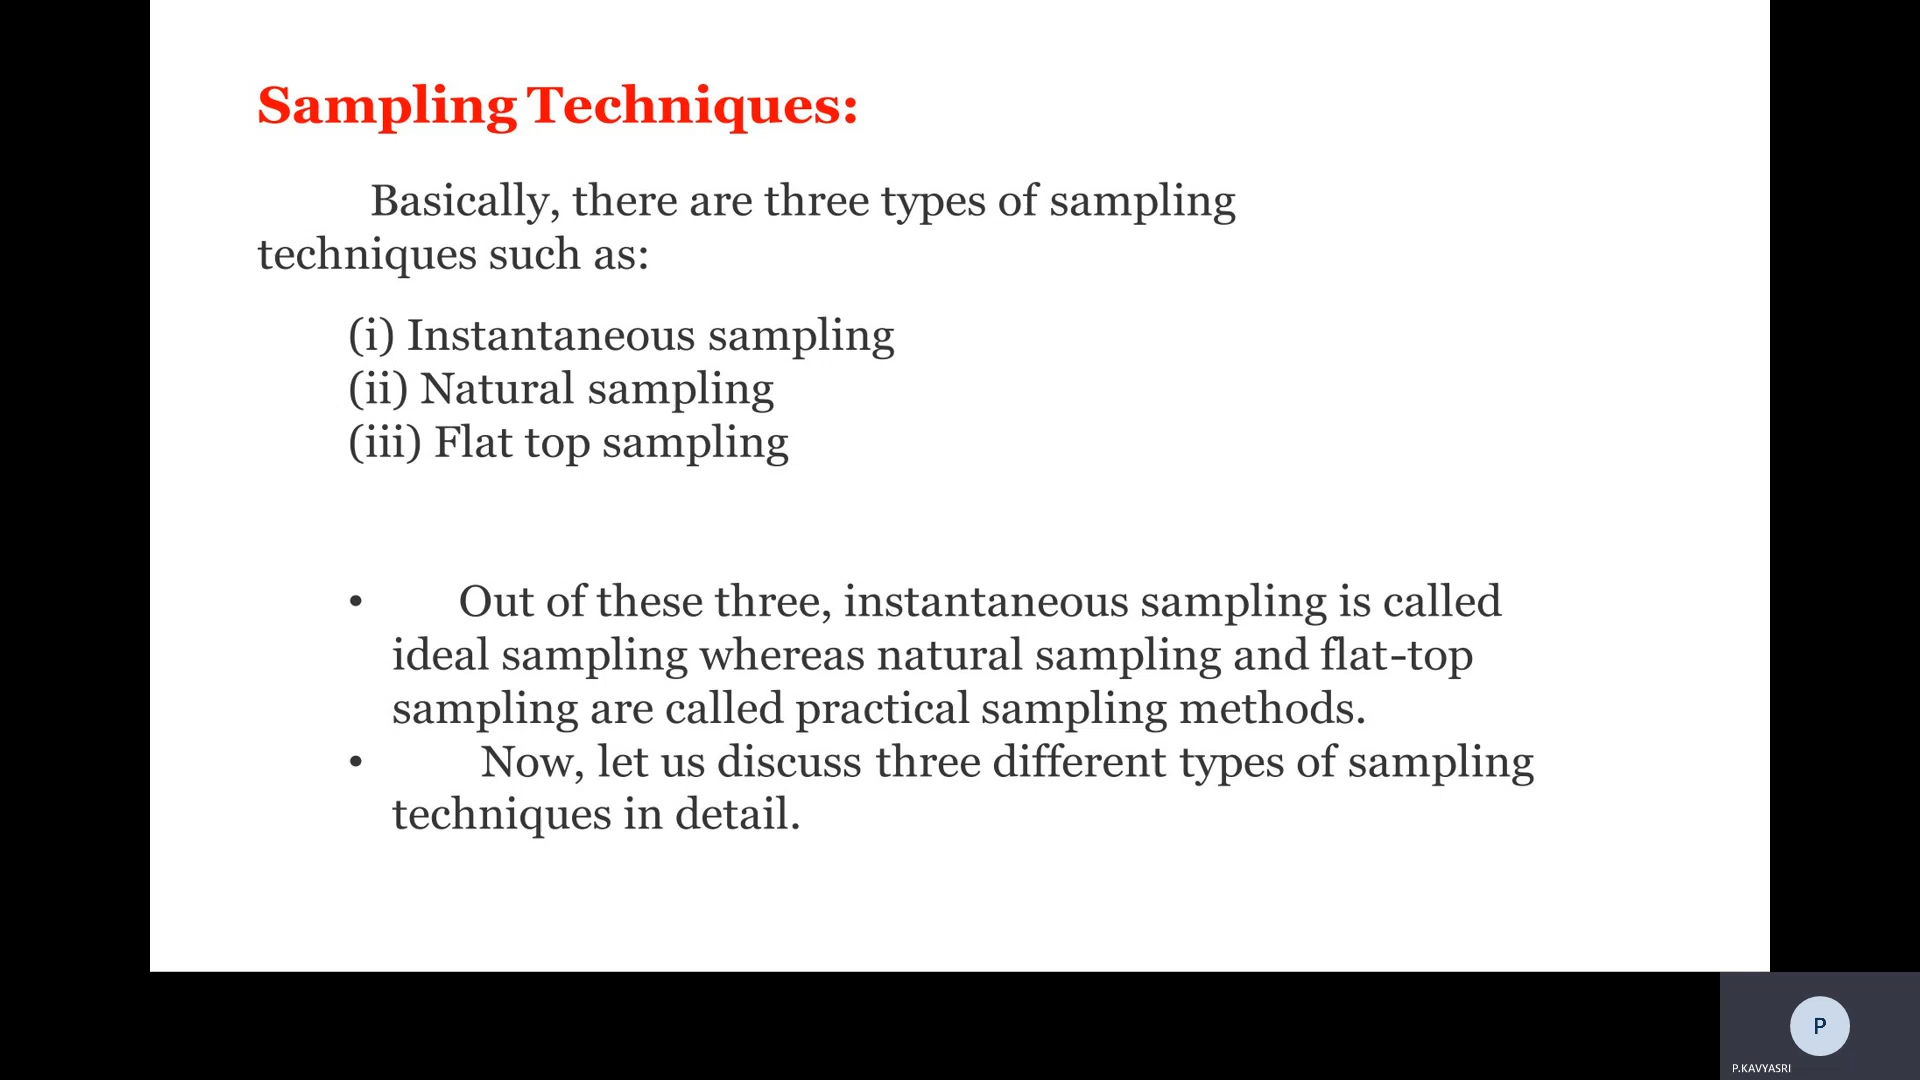 Sampling Techniques:
Basically, there are three types of sampling
techniques such as:
(i) Instantaneous sampling
(ii) Natural sampling
(iii) Flat top sampling
• Out of these three, instantaneous sampling is called
ideal sampling whereas natural sampling and flat-top
sampling are called practical sampling methods.
• Now, let us discuss three different types of sampling
techniques in detail.
P
P.KAVYASRI